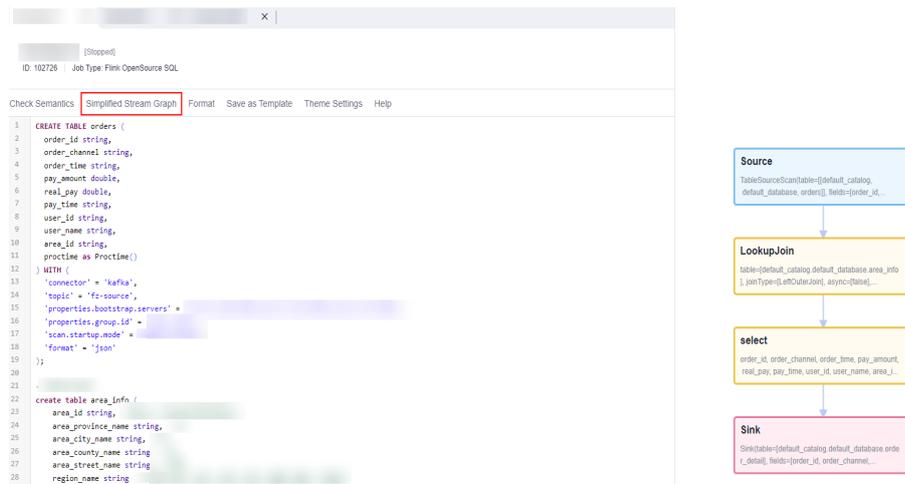 [Stopped]
ID: 102726 | Job Type: Flink OpenSource SQL
Check Semantics Simplified Stream Graph Format Save as Template Theme Settings Help
1 CREATE TABLE orders (
2 order_id string,
3 order_channel string,
4 order_time string,
5 pay_amount double,
6 real_pay double,
7 pay_time string,
8 user_id string,
9 user_name string,
10 area_id string,
11 proctime as Proctime()
12 ) WITH (
13 'connector' = 'kafka',
14 'topic' = 'fz-source',
15 'properties.bootstrap.servers' =
16 'properties.group.id' =
17 'scan.startup.mode' =
18 'format' = 'json'
19 );
20
21
22 create table area_info (
23 area_id string,
24 area_province_name string,
25 area_city_name string,
26 area_county_name string
27 area_street_name string
28 region_name string
Source
TableSourceScan(table=[[default_catalog,
default_database, orders]], fields=[order_id,...
LookupJoin
table=[default_catalog.default_database.area_info
], joinType=[LeftOuterJoin], async=[false],...
select
order_id, order_channel, order_time, pay_amount,
real_pay, pay_time, user_id, user_name, area_i...
Sink
Sink(table=[default_catalog.default_database.orde
r_detail], fields=[order_id, order_channel,...